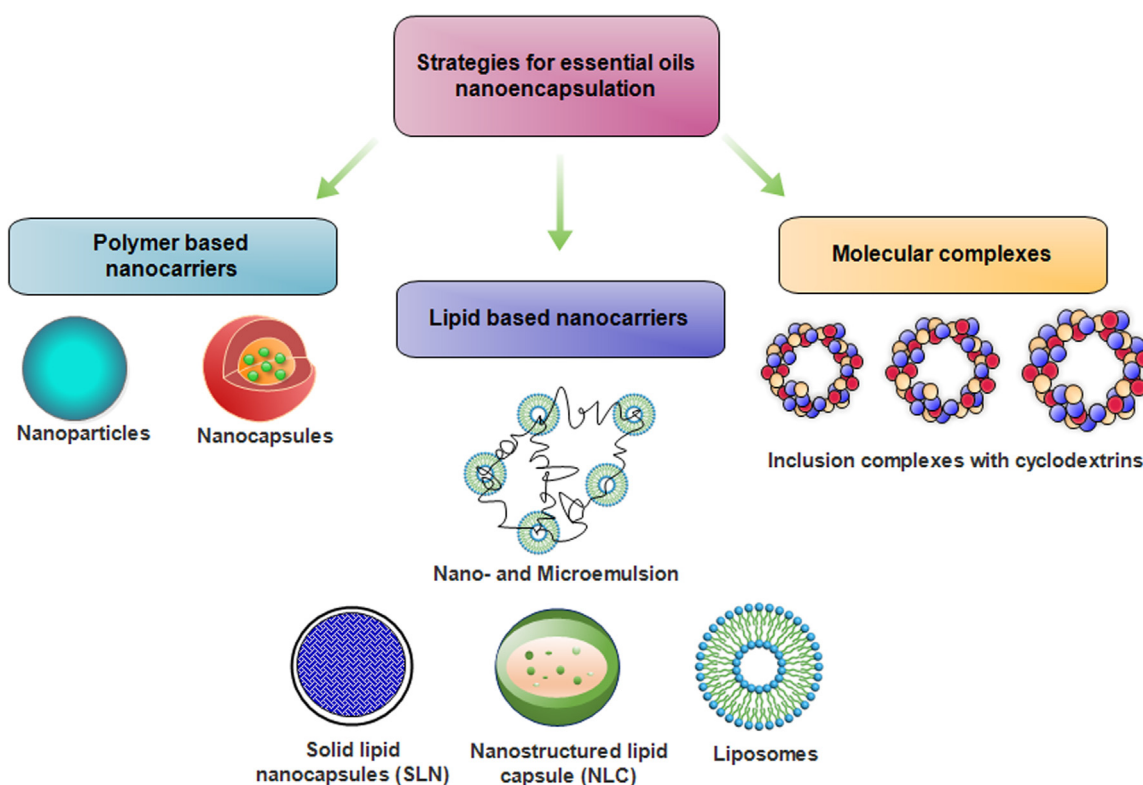 Strategies for essential oils
nanoencapsulation
Polymer based
nanocarriers
Nanoparticles
Nanocapsules
Lipid based nanocarriers
Nano- and Microemulsion
Solid lipid
nanocapsules (SLN)
Nanostructured lipid
capsule (NLC)
Liposomes
Molecular complexes
Inclusion complexes with cyclodextrins